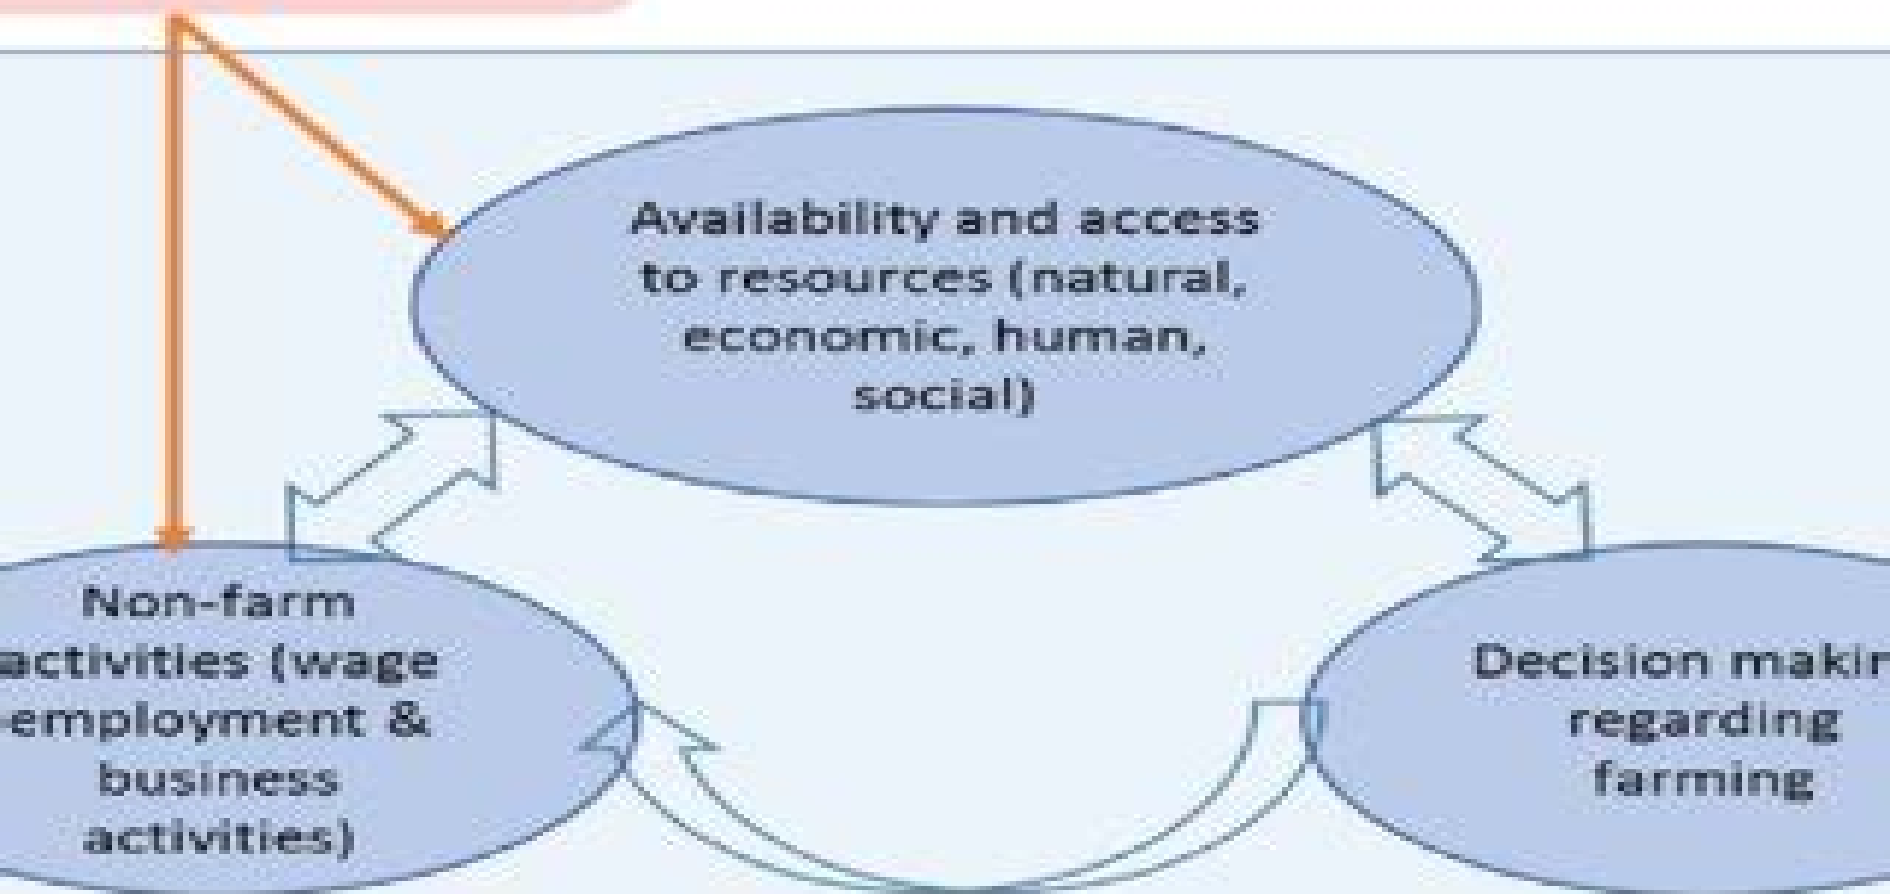 Availability and access
to resources (natural,
economic, human,
social)
Non-farm
activities (wage
-employment &
business
activities)
Decision makin
regarding
farming